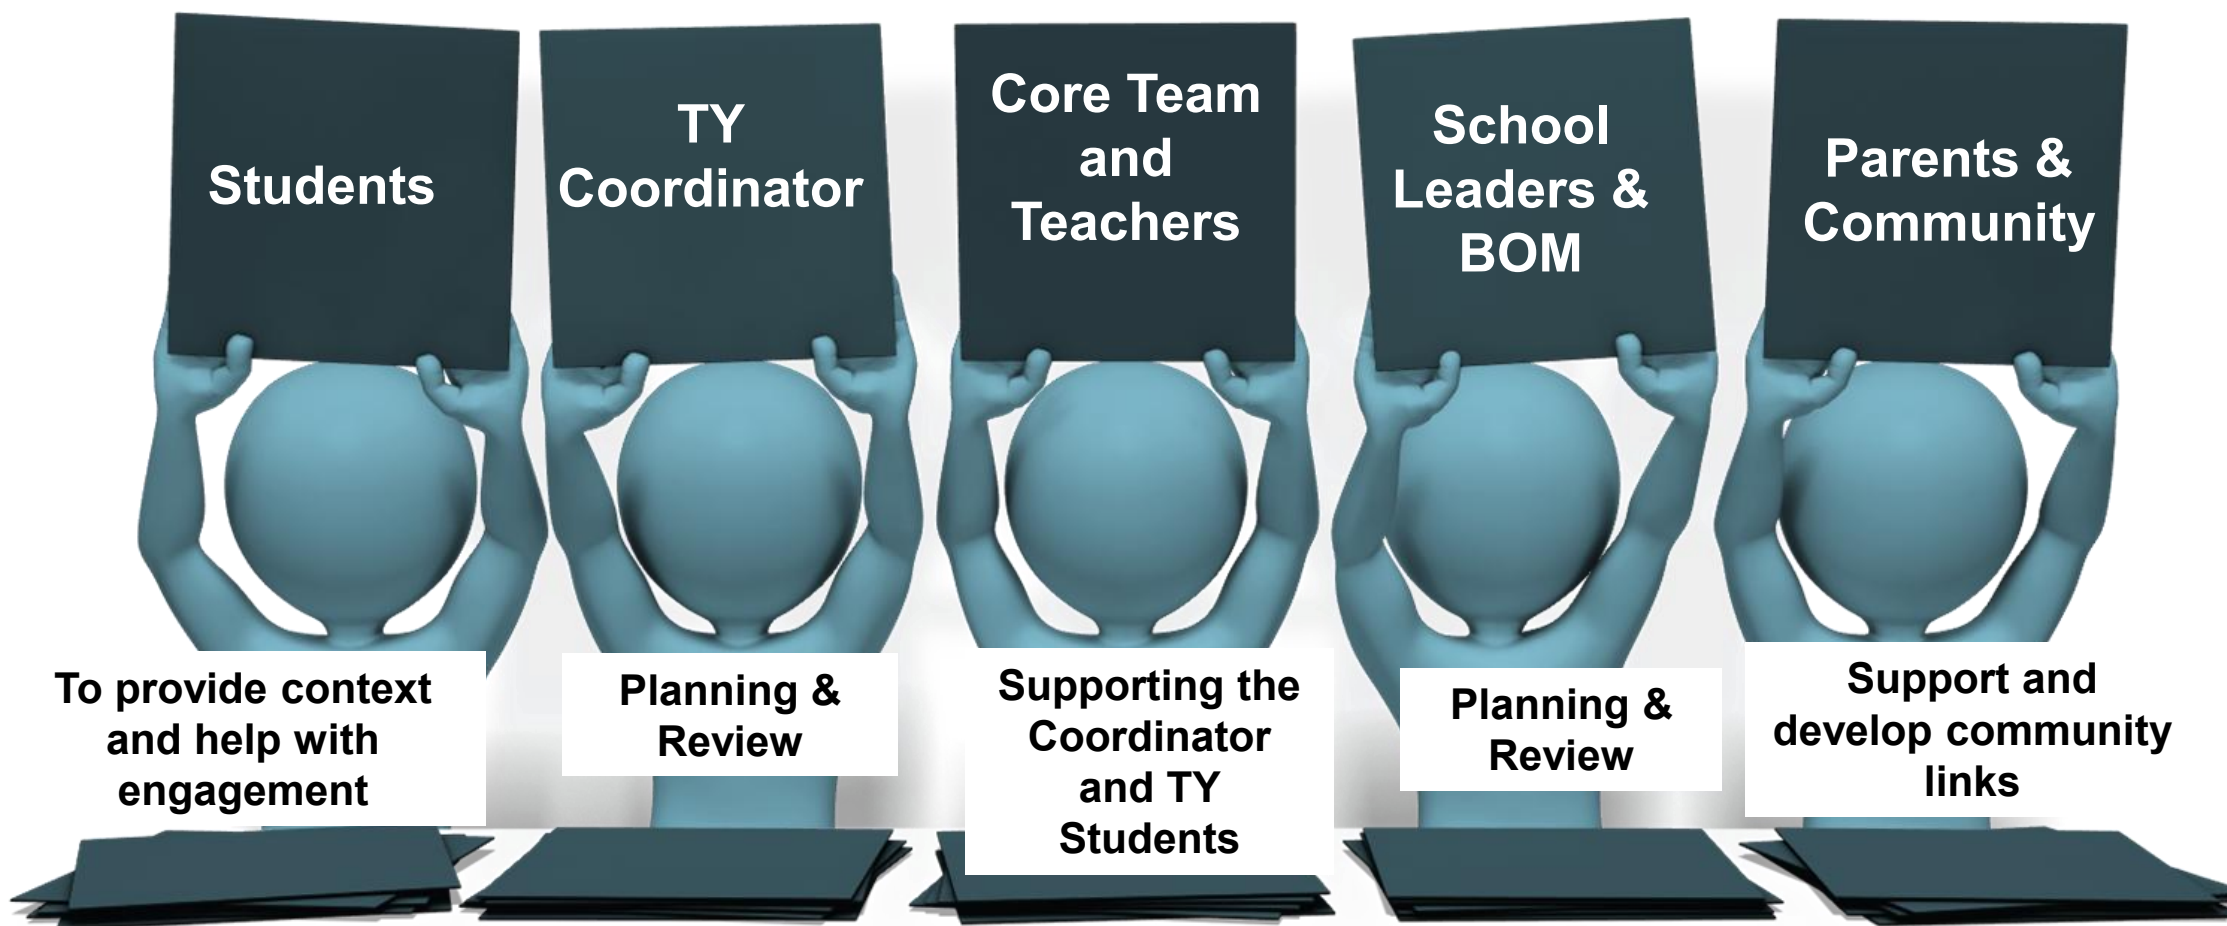 Students
TY
Coordinator
Core Team
and
Teachers
School
Leaders &
BOM
Parents &
Community
To provide context
and help with
engagement
Planning &
Review
Supporting the
Coordinator
and TY
Students
Planning &
Review
Support and
develop community
links